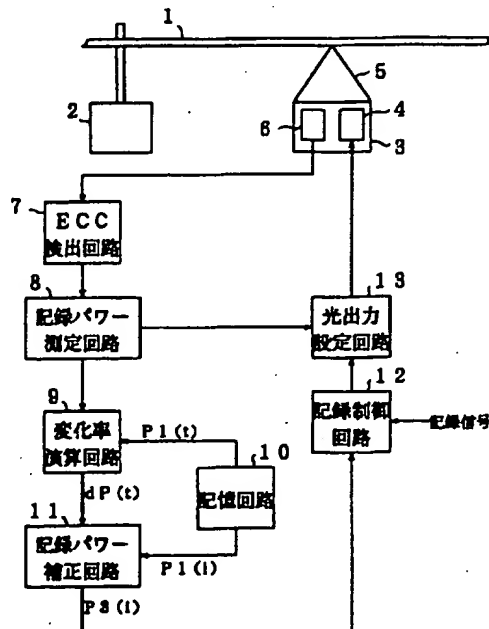 1
2
5
6
4
3
7
ECC
検出回路
8
記録パワー
測定回路
13
光出力
設定回路
9
変化率
演算回路
P1(t)
10
記憶回路
12
記録制御
回路
記録信号
dP(t)
11
記録パワー
補正回路
P1(i)
P3(i)